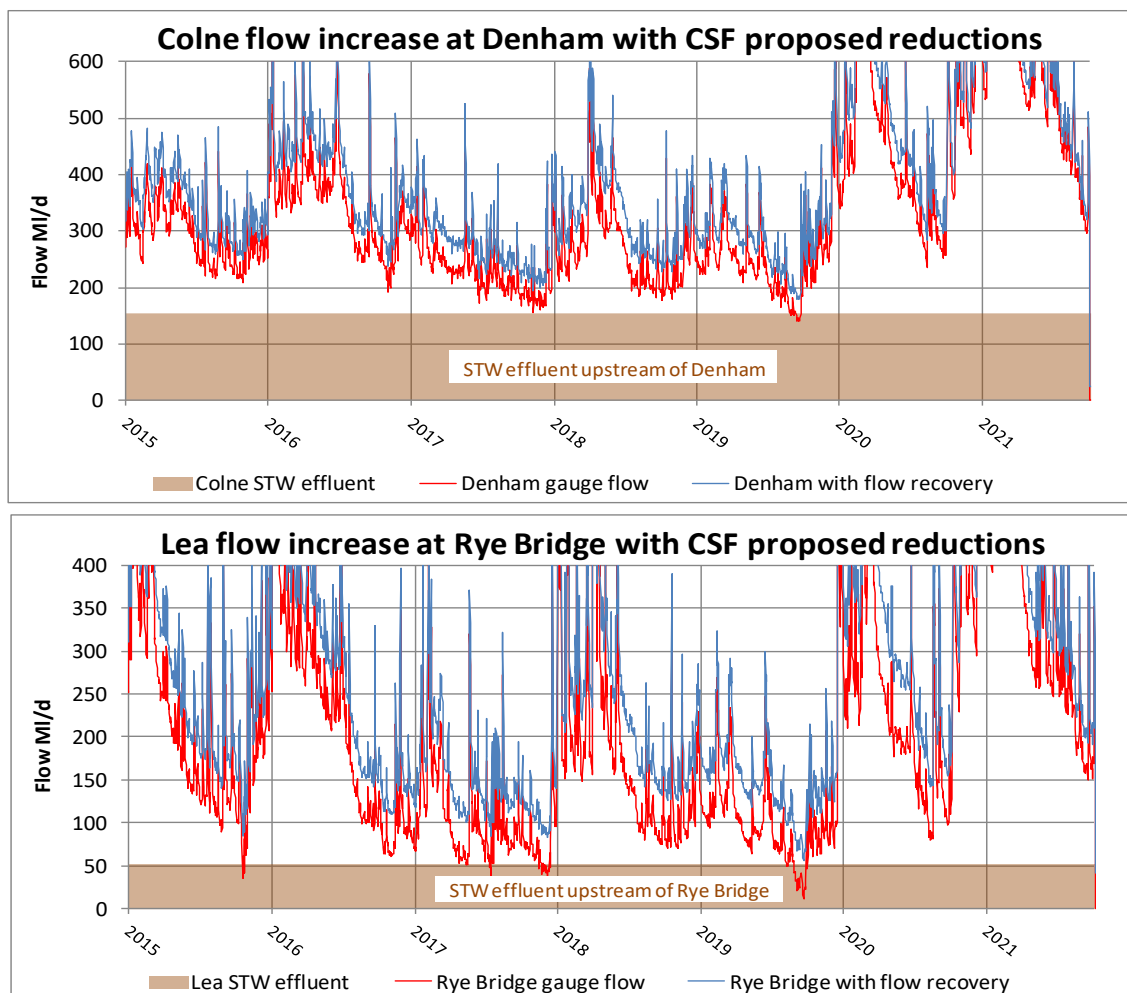 Colne flow increase at Denham with CSF proposed reductions
600
500
400
300
200
100
0
Flow Ml/d
STW effluent upstream of Denham
2015 2016 2017 2018 2019 2020 2021
Colne STW effluent Denham gauge flow Denham with flow recovery
Lea flow increase at Rye Bridge with CSF proposed reductions
400
350
300
250
200
150
100
50
0
Flow Ml/d
STW effluent upstream of Rye Bridge
2015 2016 2017 2018 2019 2020 2021
Lea STW effluent Rye Bridge gauge flow Rye Bridge with flow recovery